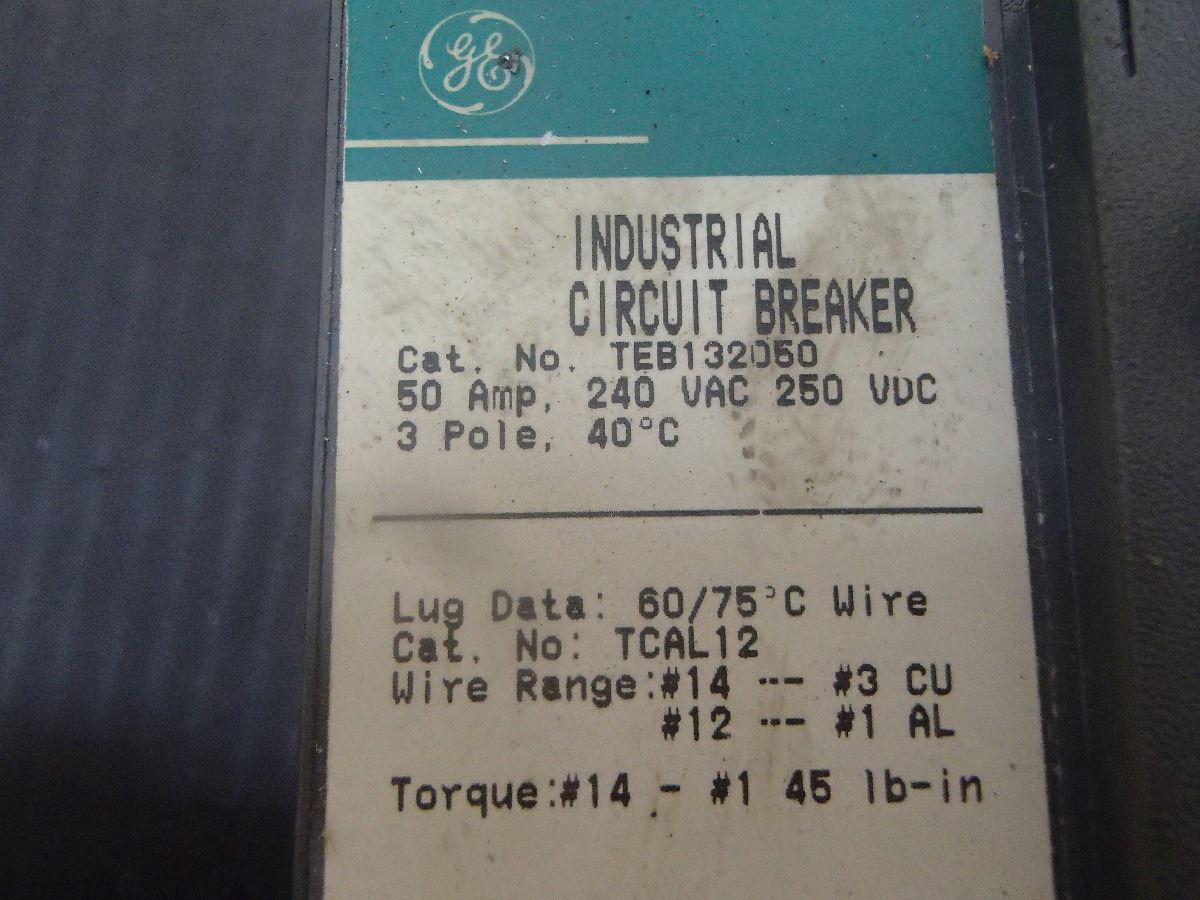 GE
INDUSTRIAL
CIRCUIT BREAKER
Cat. No. TEB132050
50 Amp, 240 VAC 250 VDC
3 Pole, 40°C
Lug Data: 60/75°C Wire
Cat. No: TCAL12
Wire Range:#14 --- #3 CU
#12 --- #1 AL
Torque:#14 - #1 45 lb-in